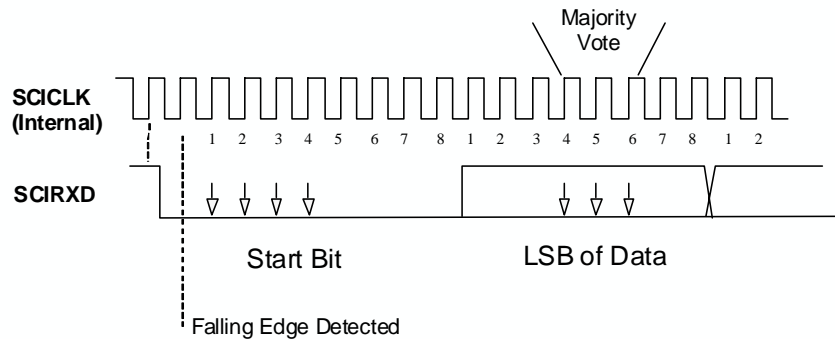 Majority
Vote
SCICLK
(Internal)
1 2 3 4 5 6 7 8 1 2 3 4 5 6 7 8 1 2
SCIRXD
Start Bit LSB of Data
Falling Edge Detected